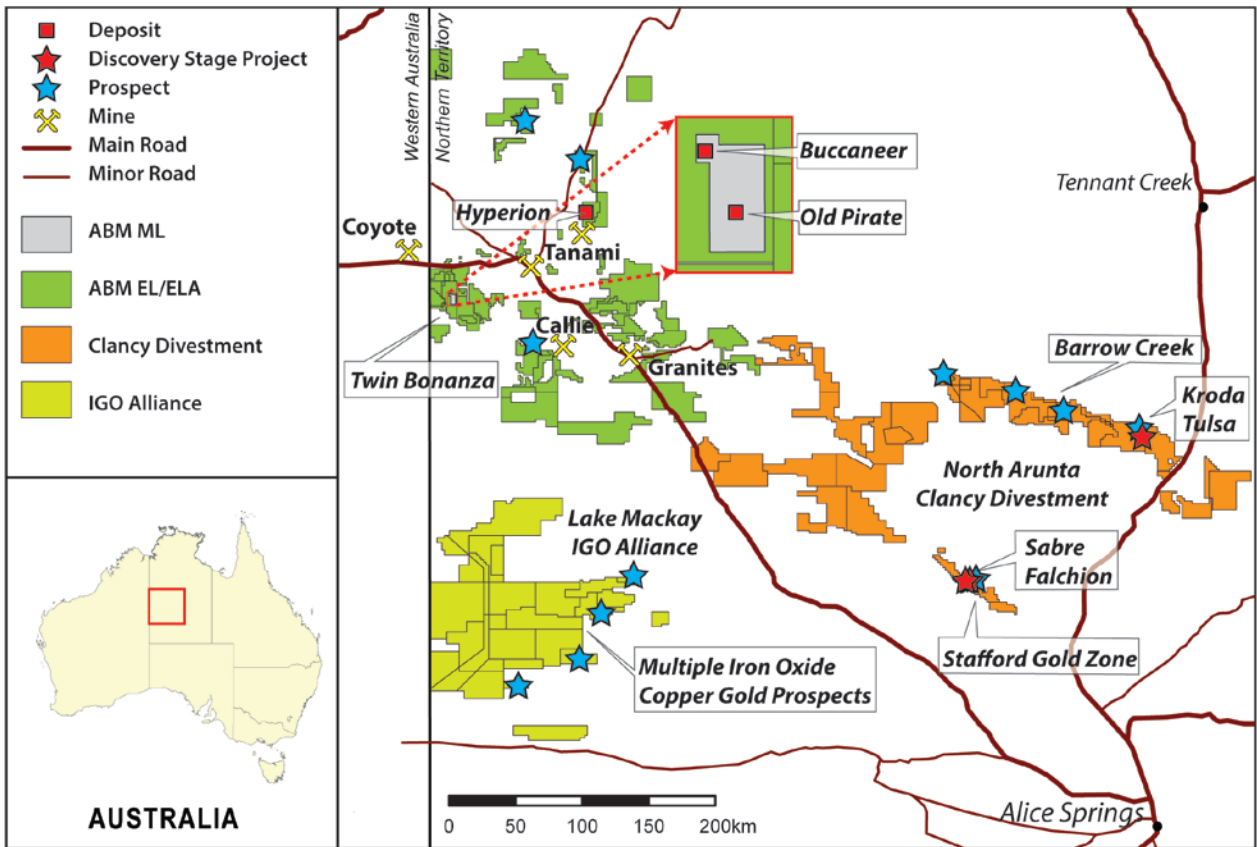 Deposit
Discovery Stage Project
Prospect
Mine
Main Road
Minor Road
ABM ML
ABM EL/ELA
Clancy Divestment
IGO Alliance
AUSTRALIA
Western Australia
Northern Territory
Buccaneer
Old Pirate
Tennant Creek
Hyperion
Coyote
Tanami
Callie
Granites
Twin Bonanza
Barrow Creek
Kroda
Tulsa
North Arunta
Clancy Divestment
Lake Mackay
IGO Alliance
Sabre
Falchion
Stafford Gold Zone
Multiple Iron Oxide
Copper Gold Prospects
0 50 100 150 200km
Alice Springs